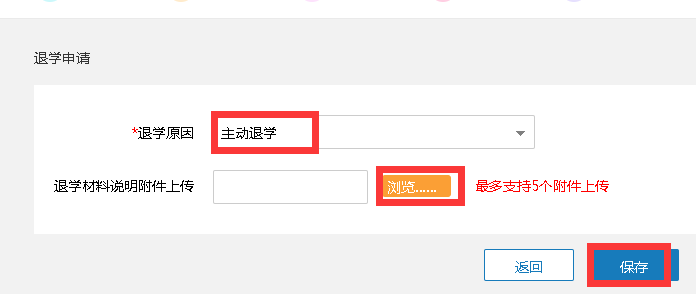 退学申请
*退学原因 主动退学
退学材料说明附件上传 浏览...... 最多支持5个附件上传
返回 保存